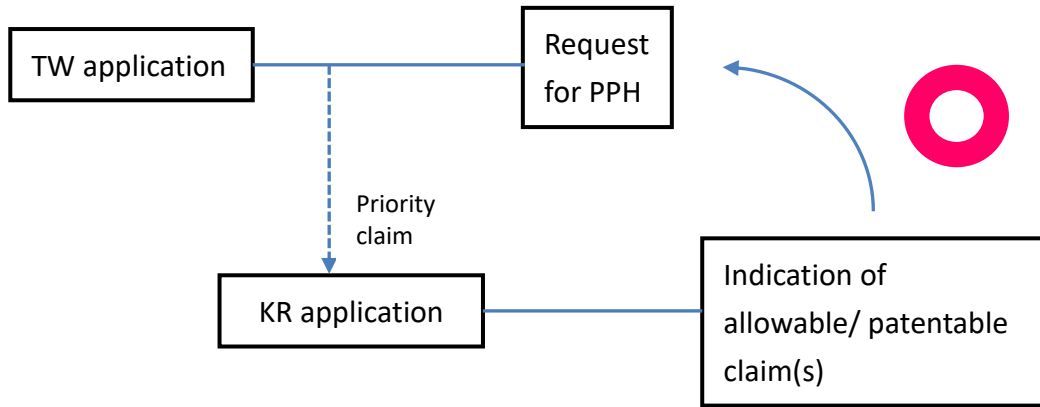 TW application
Request
for PPH
Priority
claim
KR application
Indication of
allowable/ patentable
claim(s)